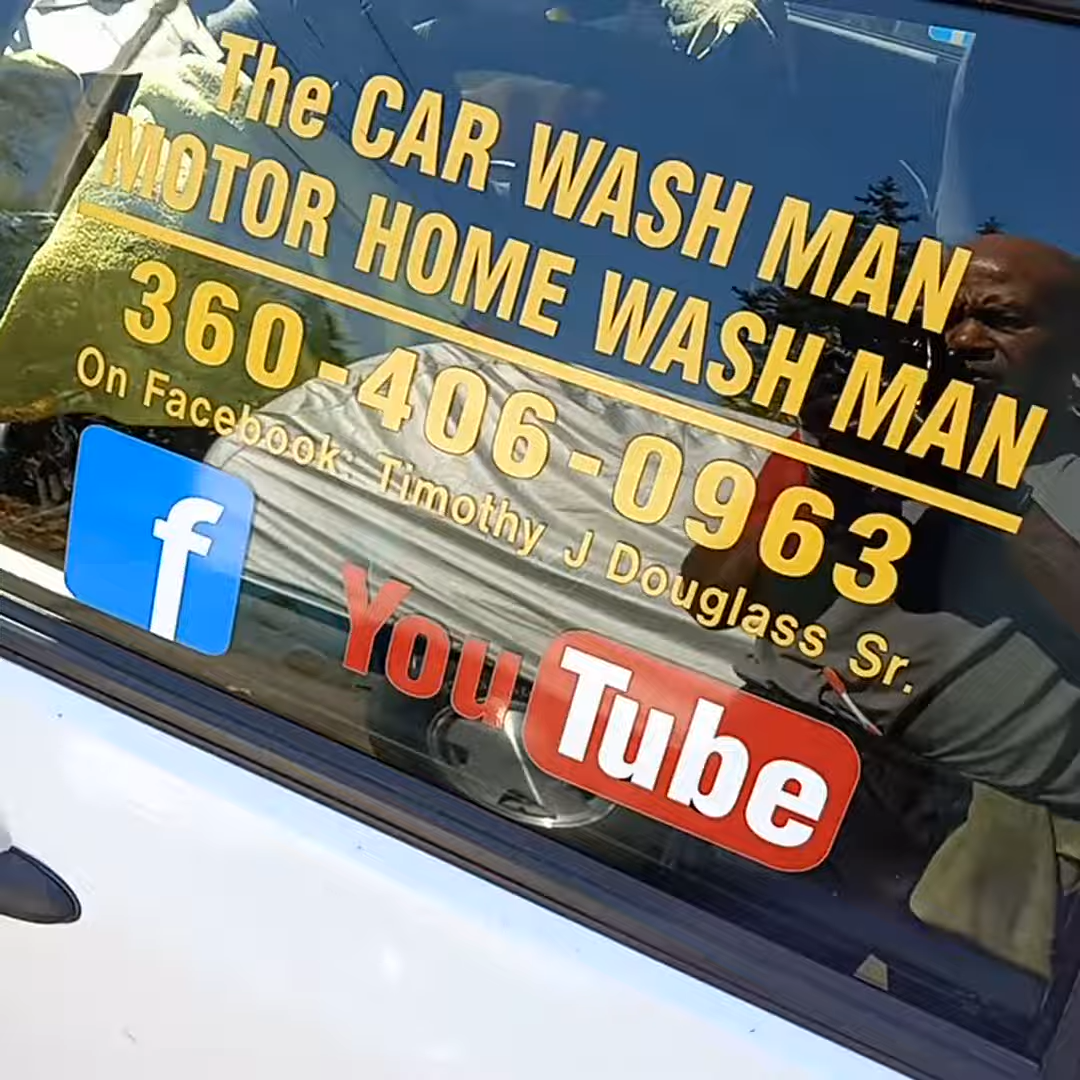 The CAR WASH MAN
MOTOR HOME WASH MAN
360-406-0963
On Facebook: Timothy J Douglass Sr.
f
YouTube